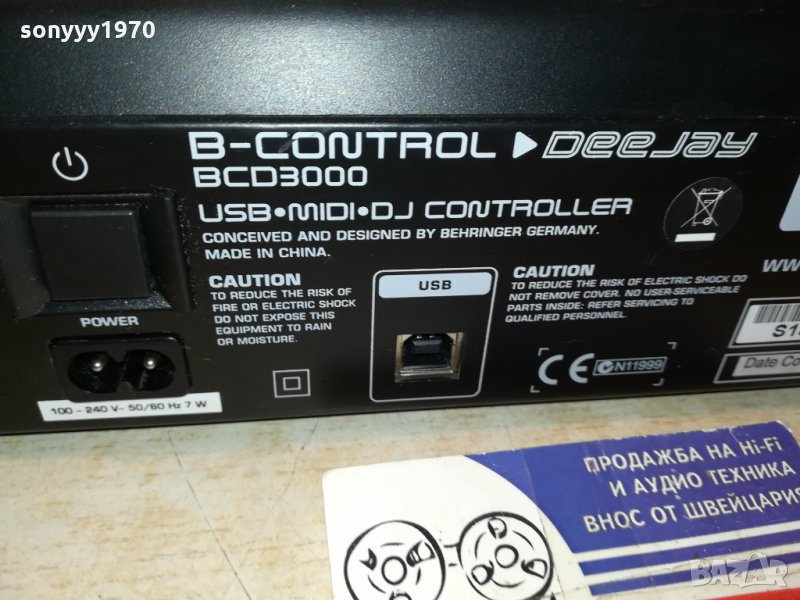 sonyyy1970
B-CONTROL DEEJAY
BCD3000
USB•MIDI•DJ CONTROLLER
CONCEIVED AND DESIGNED BY BEHRINGER GERMANY.
MADE IN CHINA.
CAUTION
TO REDUCE THE RISK OF
FIRE OR ELECTRIC SHOCK
DO NOT EXPOSE THIS
EQUIPMENT TO RAIN
OR MOISTURE.
USB
CAUTION
TO REDUCE THE RISK OF ELECTRIC SHOCK DO
NOT REMOVE COVER. NO USER-SERVICEABLE
PARTS INSIDE: REFER SERVICING TO
QUALIFIED PERSONNEL.
POWER
100 - 240 V~ 50/60 Hz 7 W
CE N11999
Date Co
ПРОДАЖБА НА Hi-Fi
И АУДИО ТЕХНИКА
ВНОС ОТ ШВЕЙЦАРИЯ
BAZAR